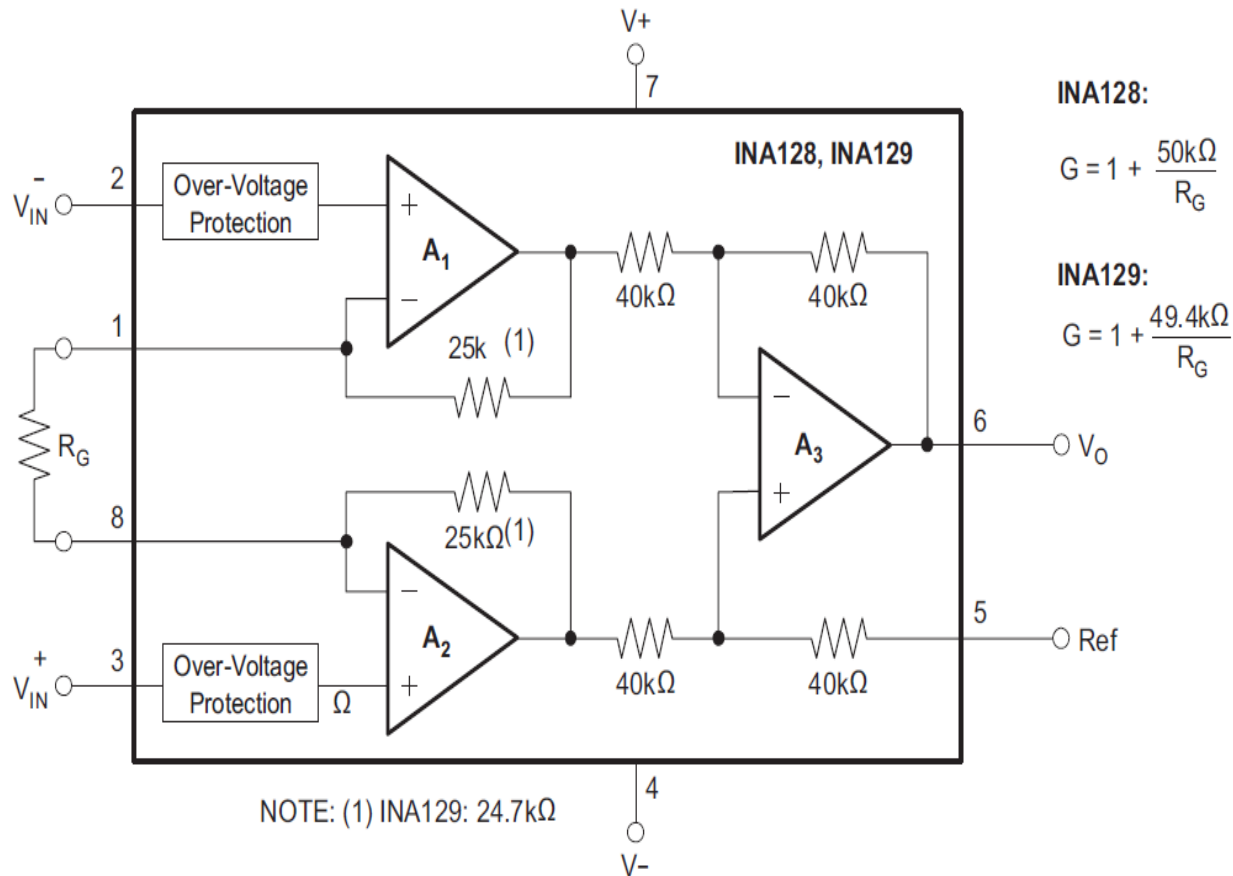 V+
7
INA128:
G = 1 + 50kΩ
R_G
INA128, INA129
2
V_IN^-
Over-Voltage
Protection
+
A_1
−
40kΩ
40kΩ
INA129:
G = 1 + 49.4kΩ
R_G
1
25k (1)
R_G
−
A_3
+
6
V_O
8
25kΩ(1)
−
A_2
+
5
Ref
3
V_IN^+
Over-Voltage
Protection
Ω
40kΩ
40kΩ
NOTE: (1) INA129: 24.7kΩ
4
V−